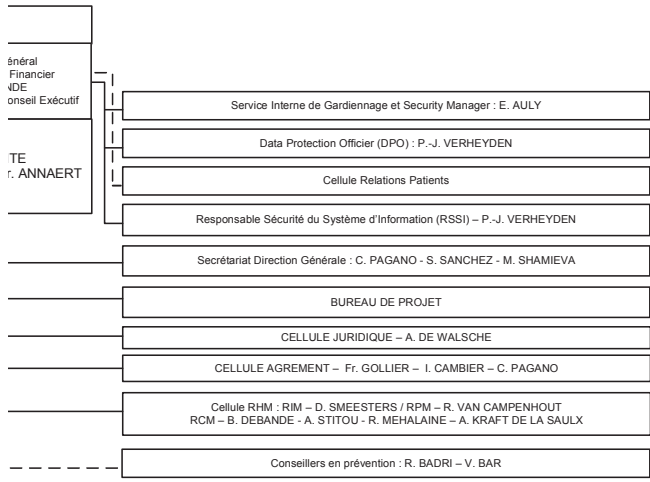 énéral
Financier
NDE
onseil Exécutif
ITE
r. ANNAERT
Service Interne de Gardiennage et Security Manager : E. AULY
Data Protection Officier (DPO) : P.-J. VERHEYDEN
Cellule Relations Patients
Responsable Sécurité du Système d'Information (RSSI) – P.-J. VERHEYDEN
Secrétariat Direction Générale : C. PAGANO - S. SANCHEZ - M. SHAMIEVA
BUREAU DE PROJET
CELLULE JURIDIQUE – A. DE WALSCHE
CELLULE AGREMENT – Fr. GOLLIER – I. CAMBIER – C. PAGANO
Cellule RHM : RIM – D. SMEESTERS / RPM – R. VAN CAMPENHOUT
RCM – B. DEBANDE - A. STITOU - R. MEHALAINE – A. KRAFT DE LA SAULX
Conseillers en prévention : R. BADRI – V. BAR